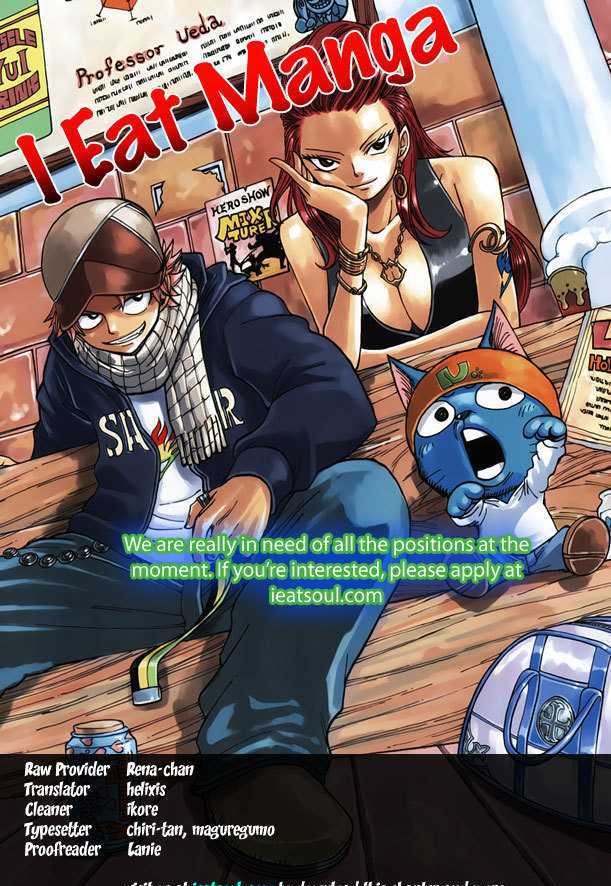 Professor Ueda
I Eat Manga
HERO SHOW
MIX
TURE!
We are really in need of all the positions at the
moment. If you're interested, please apply at
ieatsoul.com
Raw Provider Rena-chan
Translator helixis
Cleaner ikore
Typesetter chiri-tan, maguregumo
Proofreader Lanie